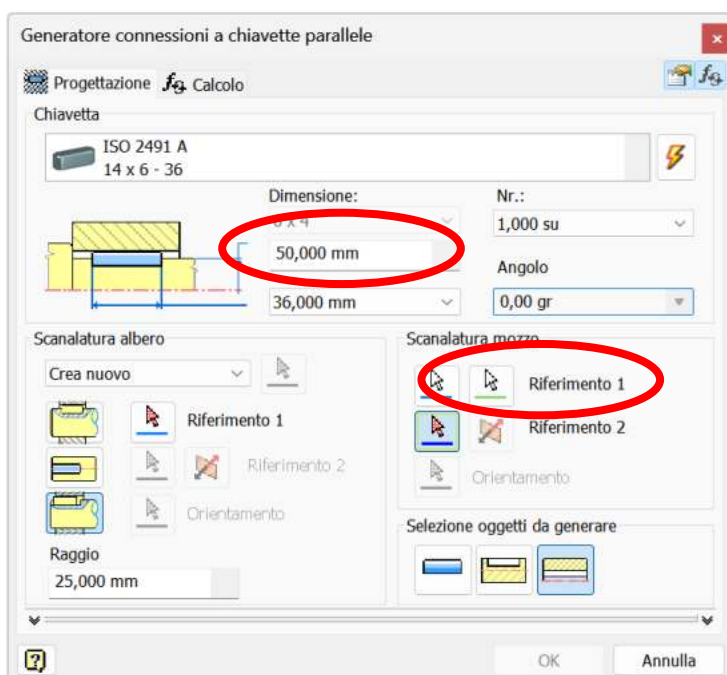 Generatore connessioni a chiavette parallele
Progettazione
Calcolo
Chiavetta
ISO 2491 A
14 x 6 - 36
Dimensione:
Nr.:
1,000 su
50,000 mm
Angolo
36,000 mm
0,00 gr
Scanalatura albero
Scanalatura mozzo
Crea nuovo
Riferimento 1
Riferimento 1
Riferimento 2
Riferimento 2
Orientamento
Orientamento
Selezione oggetti da generare
Raggio
25,000 mm
OK
Annulla